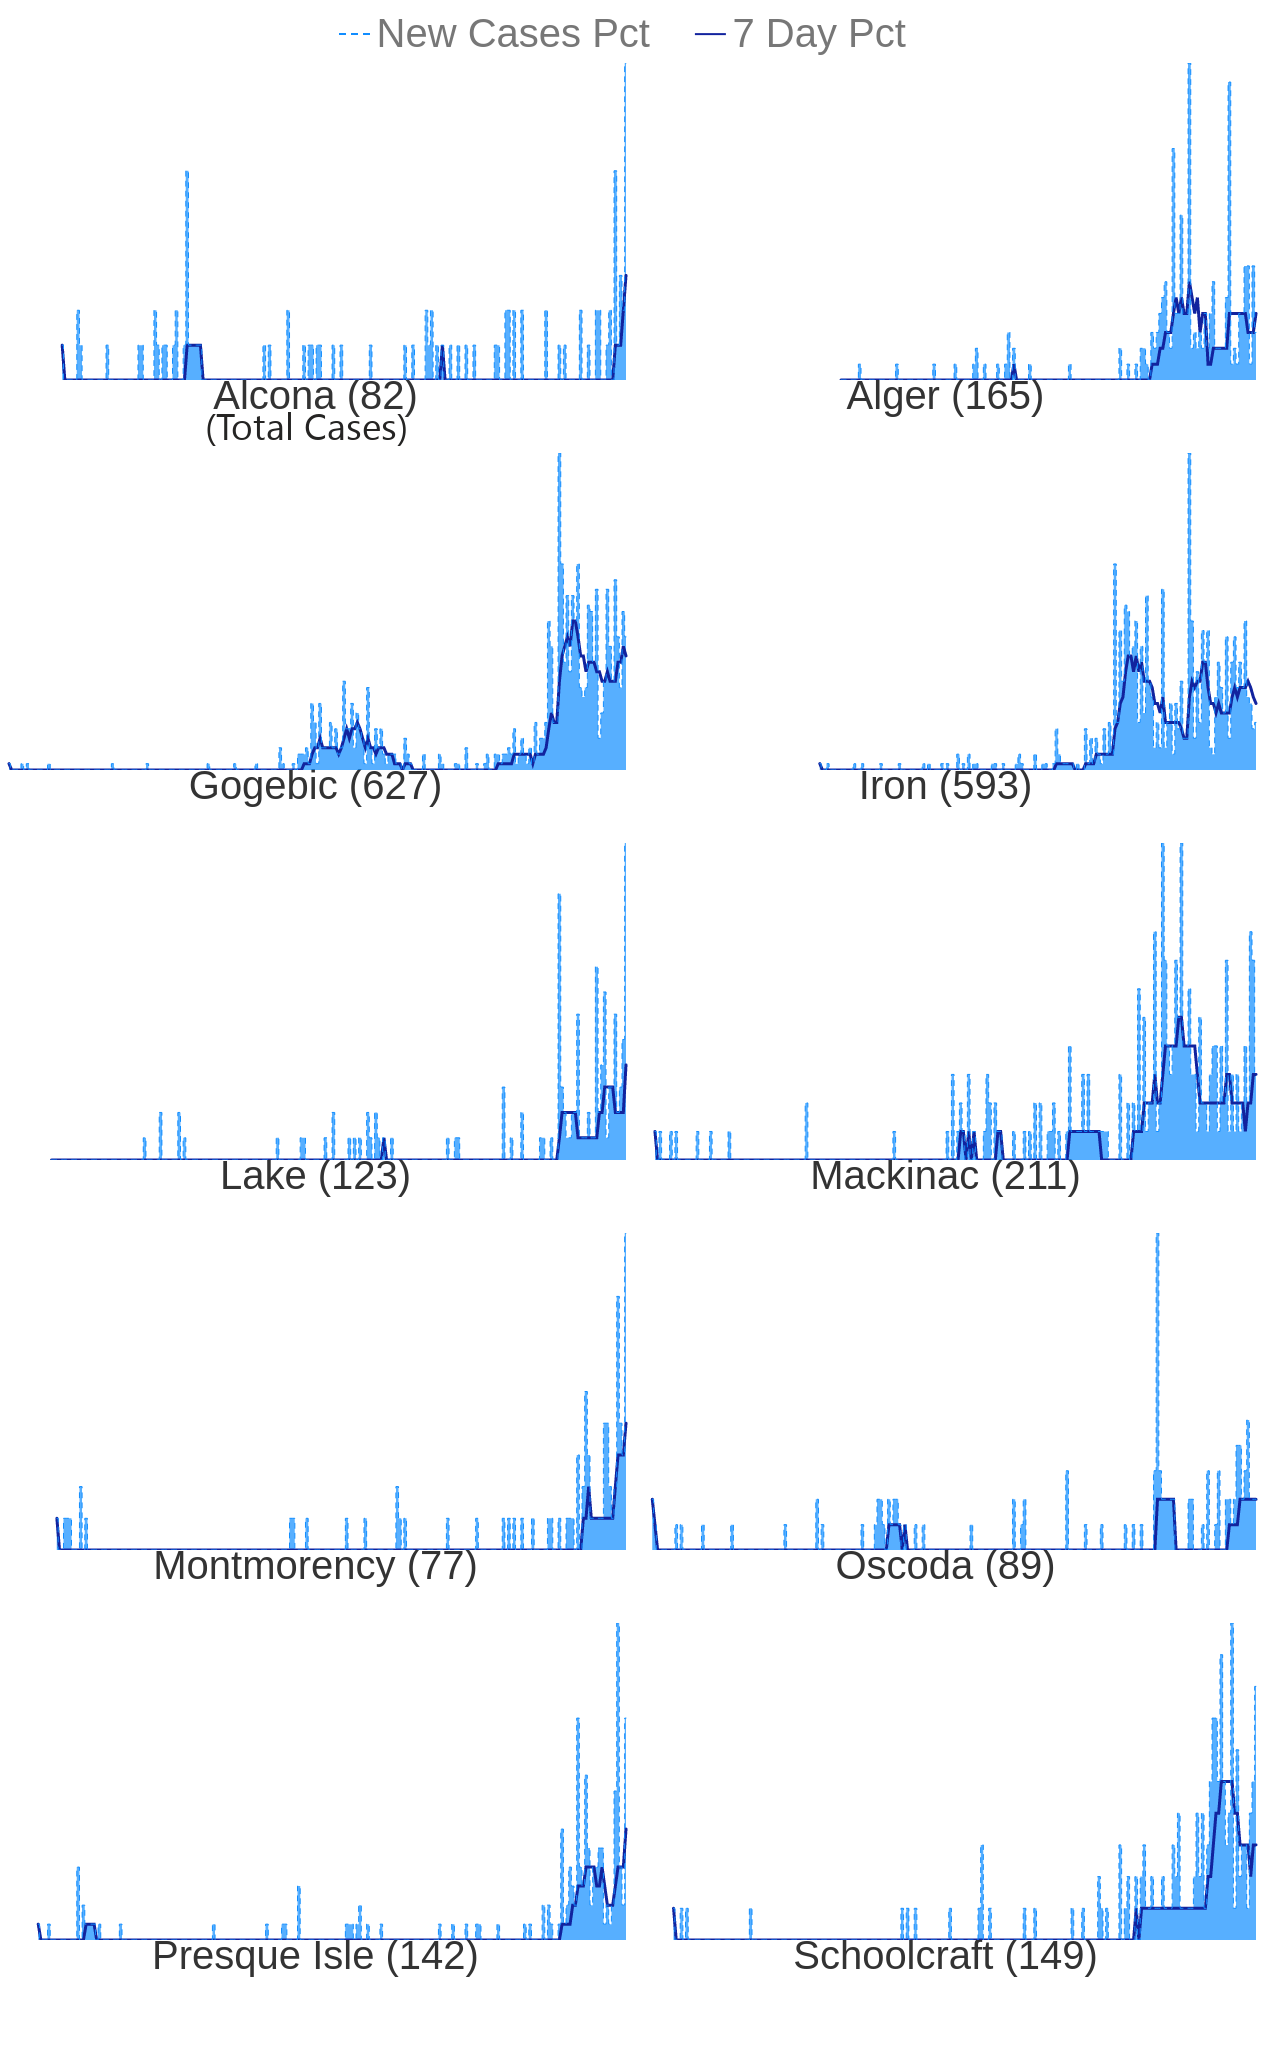 New Cases Pct 7 Day Pct
Alcona (82)
(Total Cases)
Alger (165)
Gogebic (627)
Iron (593)
Lake (123)
Mackinac (211)
Montmorency (77)
Oscoda (89)
Presque Isle (142)
Schoolcraft (149)